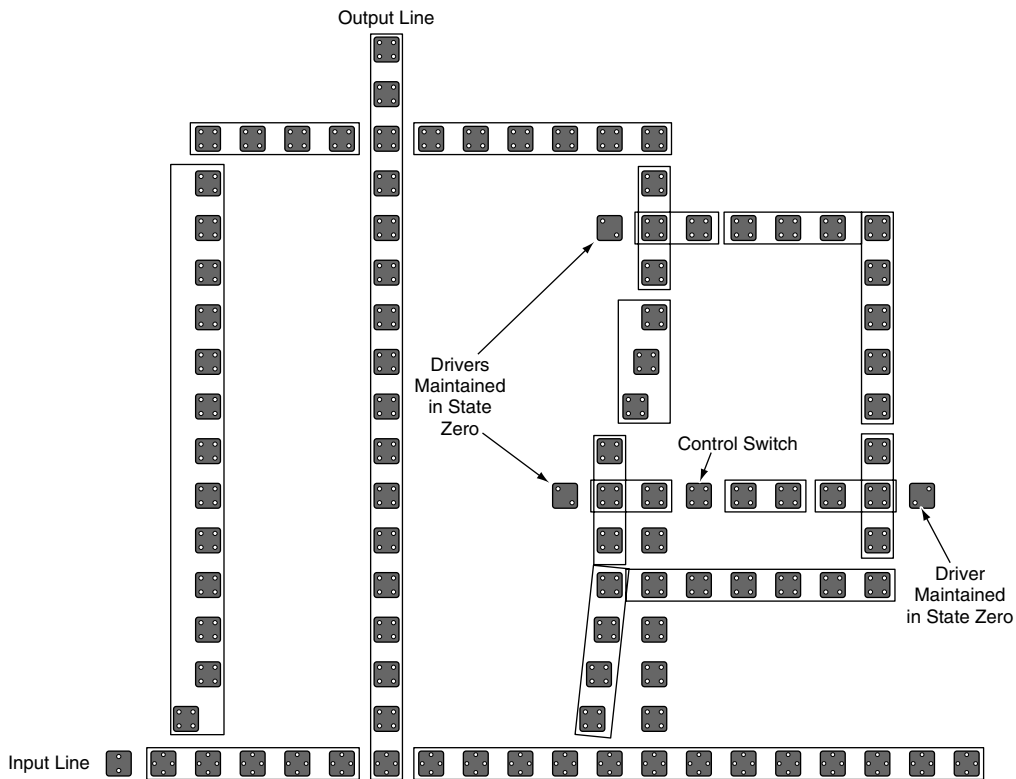 Output Line
Drivers
Maintained
in State
Zero
Control Switch
Driver
Maintained
in State Zero
Input Line